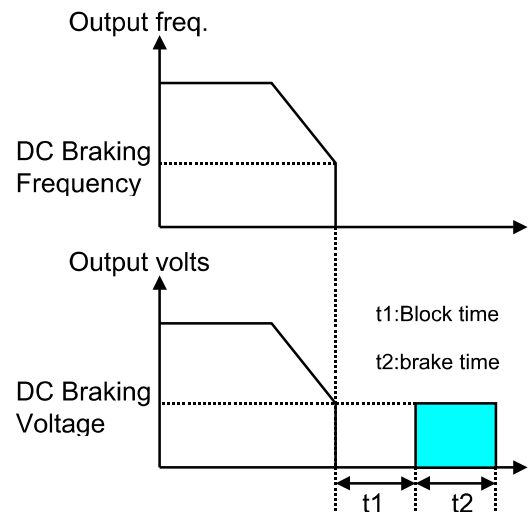 Output freq.
DC Braking
Frequency
Output volts
t1:Block time
t2:brake time
DC Braking
Voltage
t1
t2